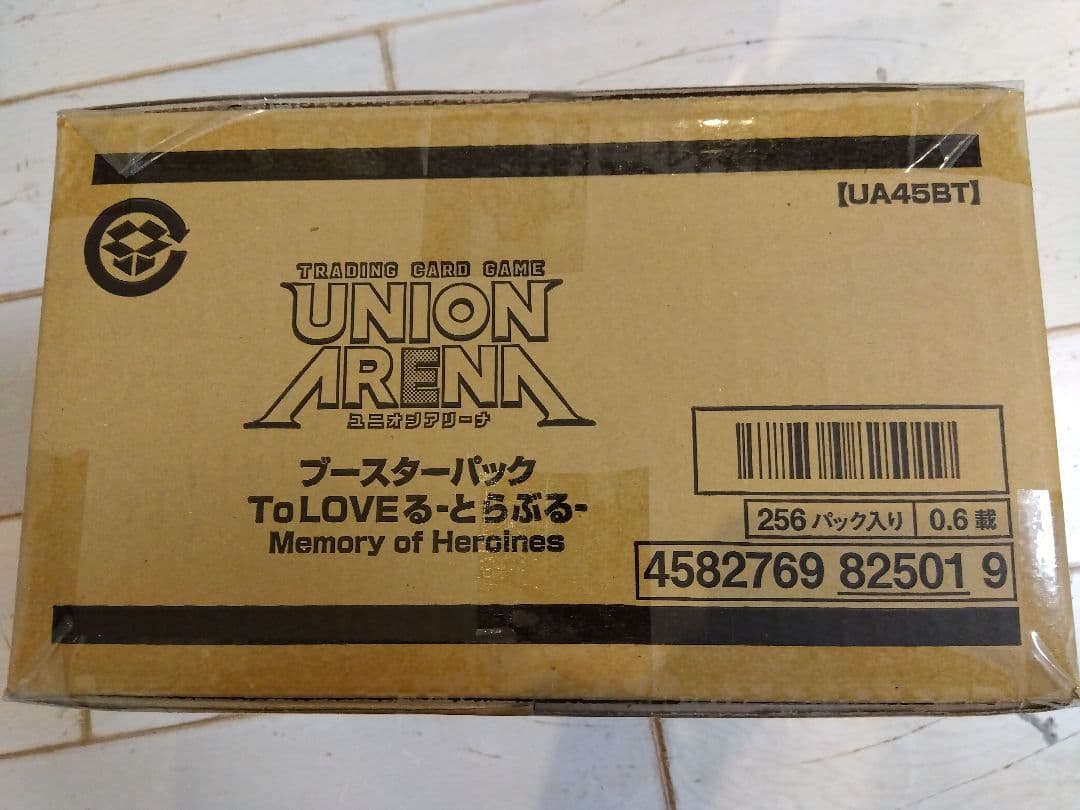 【UA45BT】
TRADING CARD GAME
UNION
ARENA
ユニオンアリーナ
ブースターパック
To LOVEる-とらぶる-
Memory of Heroines
256 パック入り 0.6 載
4582769 82501 9